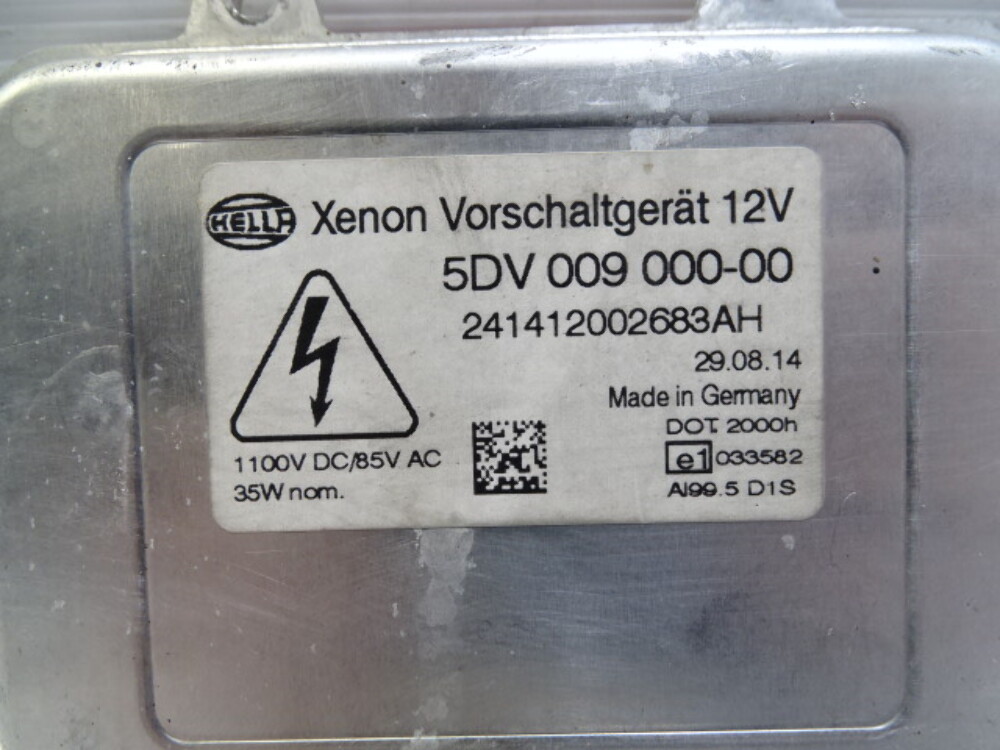 HELLA Xenon Vorschaltgerät 12V
5DV 009 000-00
241412002683AH
29.08.14
Made in Germany
DOT 2000h
e1 033582
Al99.5 D1S
1100V DC/85V AC
35W nom.